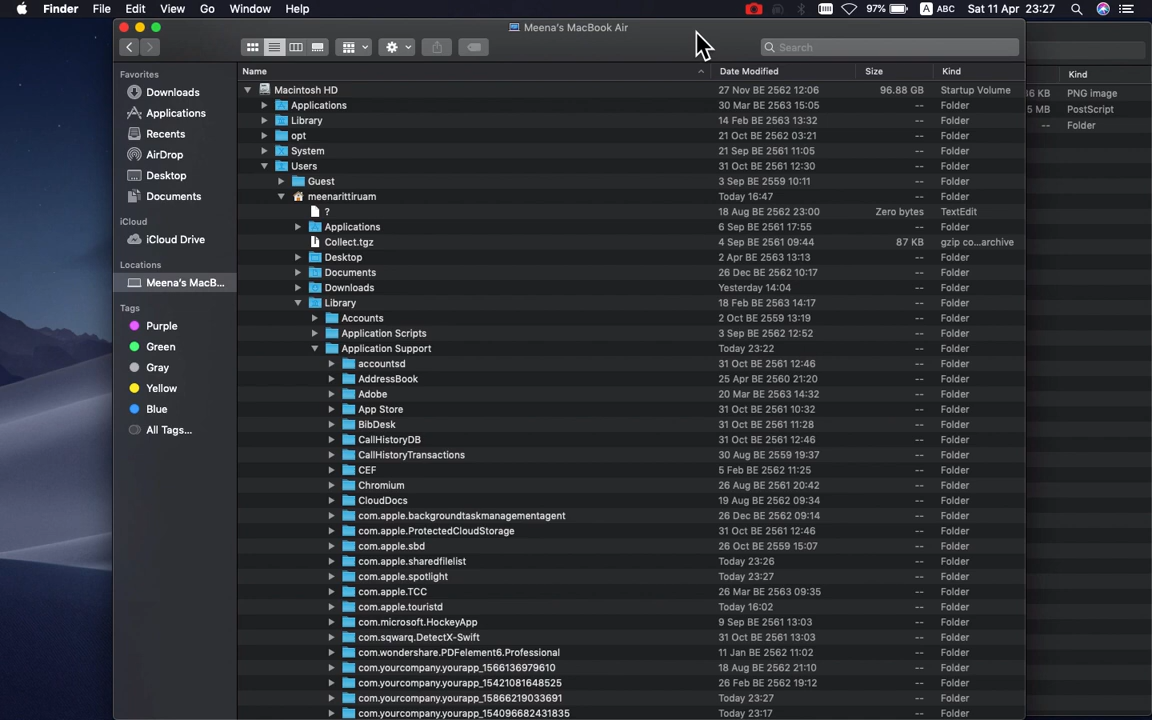 Finder File Edit View Go Window Help 97% A ABC Sat 11 Apr 23:27
Meena's MacBook Air
Search
Favorites
Downloads
Applications
Recents
AirDrop
Desktop
Documents
iCloud
iCloud Drive
Locations
Meena's MacB...
Tags
Purple
Green
Gray
Yellow
Blue
All Tags...
Name Date Modified Size Kind
Macintosh HD 27 Nov BE 2562 12:06 96.88 GB Startup Volume
Applications 30 Mar BE 2563 15:05 -- Folder
Library 14 Feb BE 2563 13:32 -- Folder
opt 21 Oct BE 2562 03:21 -- Folder
System 21 Sep BE 2561 11:05 -- Folder
Users 31 Oct BE 2561 12:30 -- Folder
Guest 3 Sep BE 2559 10:11 -- Folder
meenarittiruam Today 16:47 -- Folder
? 18 Aug BE 2562 23:00 Zero bytes TextEdit
Applications 6 Sep BE 2561 17:55 -- Folder
Collect.tgz 4 Sep BE 2561 09:44 87 KB gzip co...archive
Desktop 2 Apr BE 2563 13:13 -- Folder
Documents 26 Dec BE 2562 10:17 -- Folder
Downloads Yesterday 14:04 -- Folder
Library 18 Feb BE 2563 14:17 -- Folder
Accounts 2 Oct BE 2561 13:19 -- Folder
Application Scripts 3 Sep BE 2562 12:52 -- Folder
Application Support Today 23:22 -- Folder
accountsd 31 Oct BE 2561 12:46 -- Folder
AddressBook 25 Apr BE 2560 21:20 -- Folder
Adobe 20 Mar BE 2563 14:32 -- Folder
App Store 31 Oct BE 2561 10:32 -- Folder
BibDesk 31 Oct BE 2561 11:28 -- Folder
CallHistoryDB 31 Oct BE 2561 12:46 -- Folder
CallHistoryTransactions 30 Aug BE 2559 19:37 -- Folder
CEF 5 Feb BE 2562 11:25 -- Folder
Chromium 26 Aug BE 2561 20:42 -- Folder
CloudDocs 19 Aug BE 2562 09:34 -- Folder
com.apple.backgroundtaskmanagementagent 26 Dec BE 2562 09:14 -- Folder
com.apple.ProtectedCloudStorage 31 Oct BE 2561 12:46 -- Folder
com.apple.sbd 26 Oct BE 2559 15:07 -- Folder
com.apple.sharedfilelist Today 23:26 -- Folder
com.apple.spotlight Today 23:27 -- Folder
com.apple.TCC 26 Mar BE 2563 09:35 -- Folder
com.apple.touristd Today 16:02 -- Folder
com.microsoft.HockeyApp 9 Sep BE 2561 13:03 -- Folder
com.sqwarq.DetectX-Swift 31 Oct BE 2561 13:03 -- Folder
com.wondershare.PDFelement6.Professional 11 Jan BE 2562 11:02 -- Folder
com.yourcompany.yourapp_1566136979610 18 Aug BE 2562 21:10 -- Folder
com.yourcompany.yourapp_15421081648525 26 Feb BE 2562 19:12 -- Folder
com.yourcompany.yourapp_15866219033691 Today 23:27 -- Folder
com.yourcompany.yourapp_154096682431835 Today 23:17 -- Folder
Kind
KB PNG image
MB PostScript
-- Folder